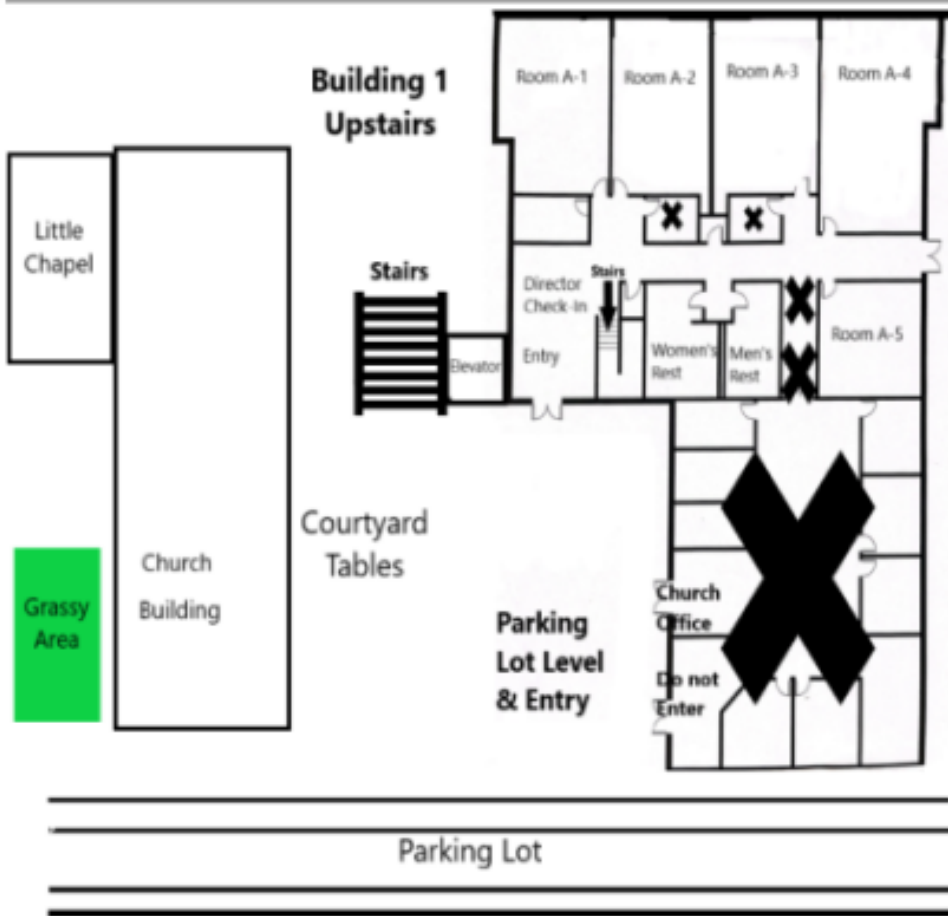 Building 1
Upstairs
Room A-1
Room A-2
Room A-3
Room A-4
Little
Chapel
Stairs
Elevator
Director
Check-In
Entry
Stairs
Women's
Rest
Men's
Rest
Room A-5
Courtyard
Tables
Church
Building
Grassy
Area
Parking
Lot Level
& Entry
Church
Office
Do not
Enter
Parking Lot